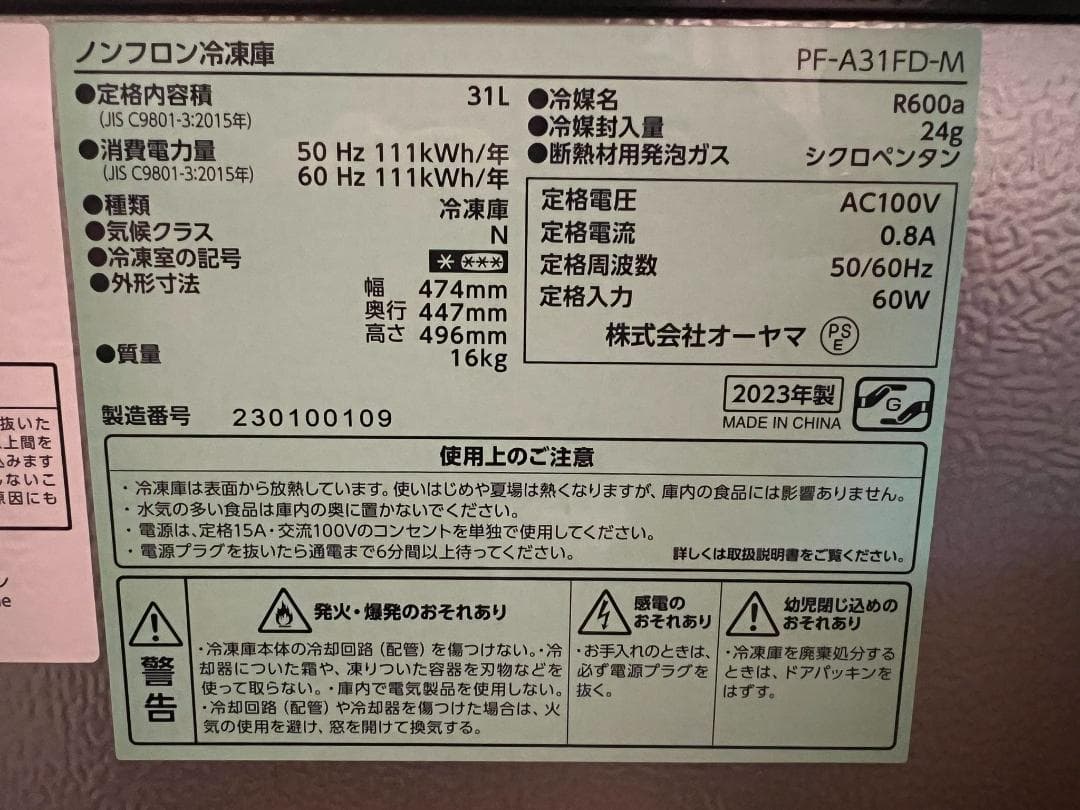 ノンフロン冷凍庫
PF-A31FD-M
●定格内容積 31L
(JIS C9801-3:2015年)
●消費電力量 50 Hz 111kWh/年
(JIS C9801-3:2015年) 60 Hz 111kWh/年
●種類 冷凍庫
●気候クラス N
●冷凍室の記号 * ***
●外形寸法 幅 474mm
奥行 447mm
高さ 496mm
●質量 16kg
●冷媒名 R600a
●冷媒封入量 24g
●断熱材用発泡ガス シクロペンタン
定格電圧 AC100V
定格電流 0.8A
定格周波数 50/60Hz
定格入力 60W
株式会社オーヤマ PSE
製造番号 230100109
2023年製
MADE IN CHINA
G
使用上のご注意
・冷凍庫は表面から放熱しています。使いはじめや夏場は熱くなりますが、庫内の食品には影響ありません。
・水気の多い食品は庫内の奥に置かないでください。
・電源は、定格15A・交流100Vのコンセントを単独で使用してください。
・電源プラグを抜いたら通電まで6分間以上待ってください。
詳しくは取扱説明書をご覧ください。
警告
発火・爆発のおそれあり
・冷凍庫本体の冷却回路（配管）を傷つけない。・冷
却器についた霜や、凍りついた容器を刃物などを
使って取らない。・庫内で電気製品を使用しない。
・冷却回路（配管）や冷却器を傷つけた場合は、火
気の使用を避け、窓を開けて換気する。
感電の
おそれあり
・お手入れのときは、
必ず電源プラグを
抜く。
幼児閉じ込めの
おそれあり
・冷凍庫を廃棄処分する
ときは、ドアパッキンを
はずす。
抜いた
上間を
込みます
しないこ
原因にも
ン
e